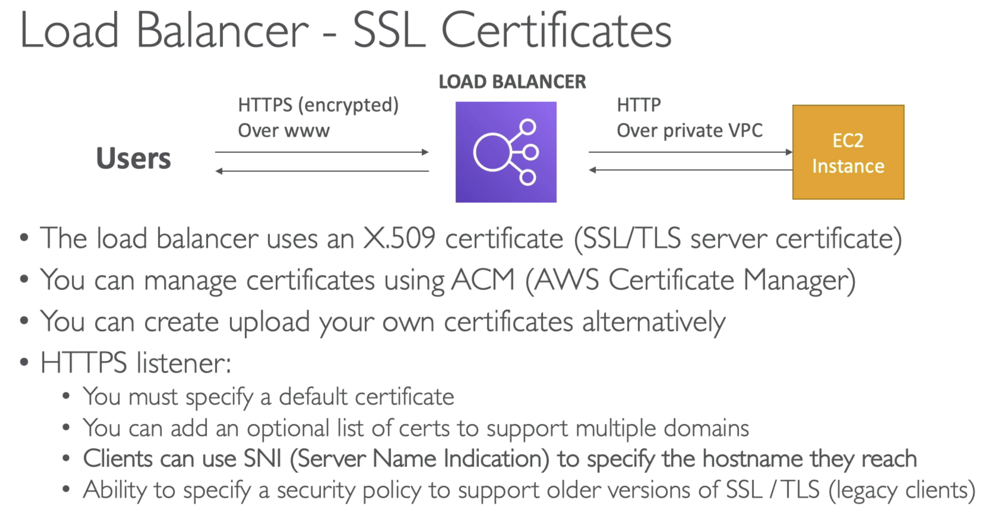 Load Balancer - SSL Certificates
LOAD BALANCER
HTTPS (encrypted)
Over www
HTTP
Over private VPC
Users
EC2
Instance
• The load balancer uses an X.509 certificate (SSL/TLS server certificate)
• You can manage certificates using ACM (AWS Certificate Manager)
• You can create upload your own certificates alternatively
• HTTPS listener:
• You must specify a default certificate
• You can add an optional list of certs to support multiple domains
• Clients can use SNI (Server Name Indication) to specify the hostname they reach
• Ability to specify a security policy to support older versions of SSL / TLS (legacy clients)